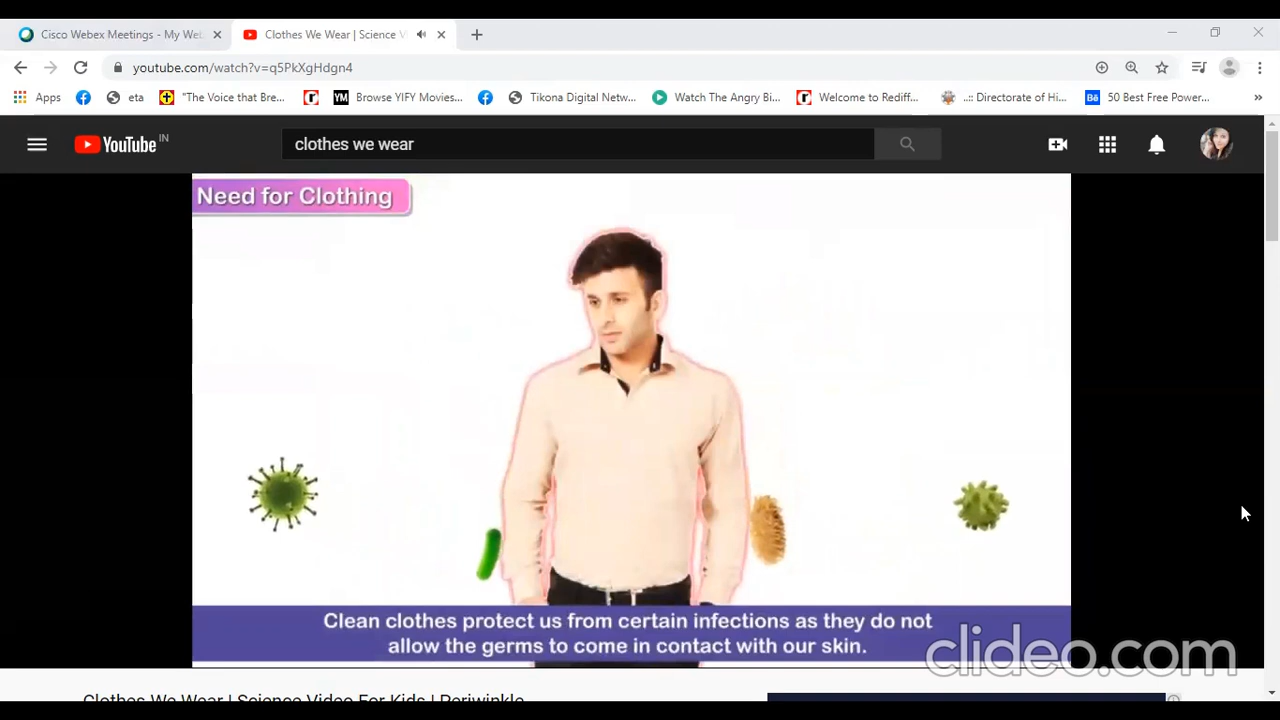 Cisco Webex Meetings - My Web
Clothes We Wear | Science V
youtube.com/watch?v=q5PkXgHdgn4
Apps
eta
"The Voice that Bre...
YM
Browse YIFY Movies...
Tikona Digital Netw...
Watch The Angry Bi...
Welcome to Rediff...
..:: Directorate of Hi...
Bē
50 Best Free Power...
»
YouTube IN
clothes we wear
Need for Clothing
Clean clothes protect us from certain infections as they do not
allow the germs to come in contact with our skin.
clideo.com
Clothes We Wear | Science Video For Kids | Periwinkle